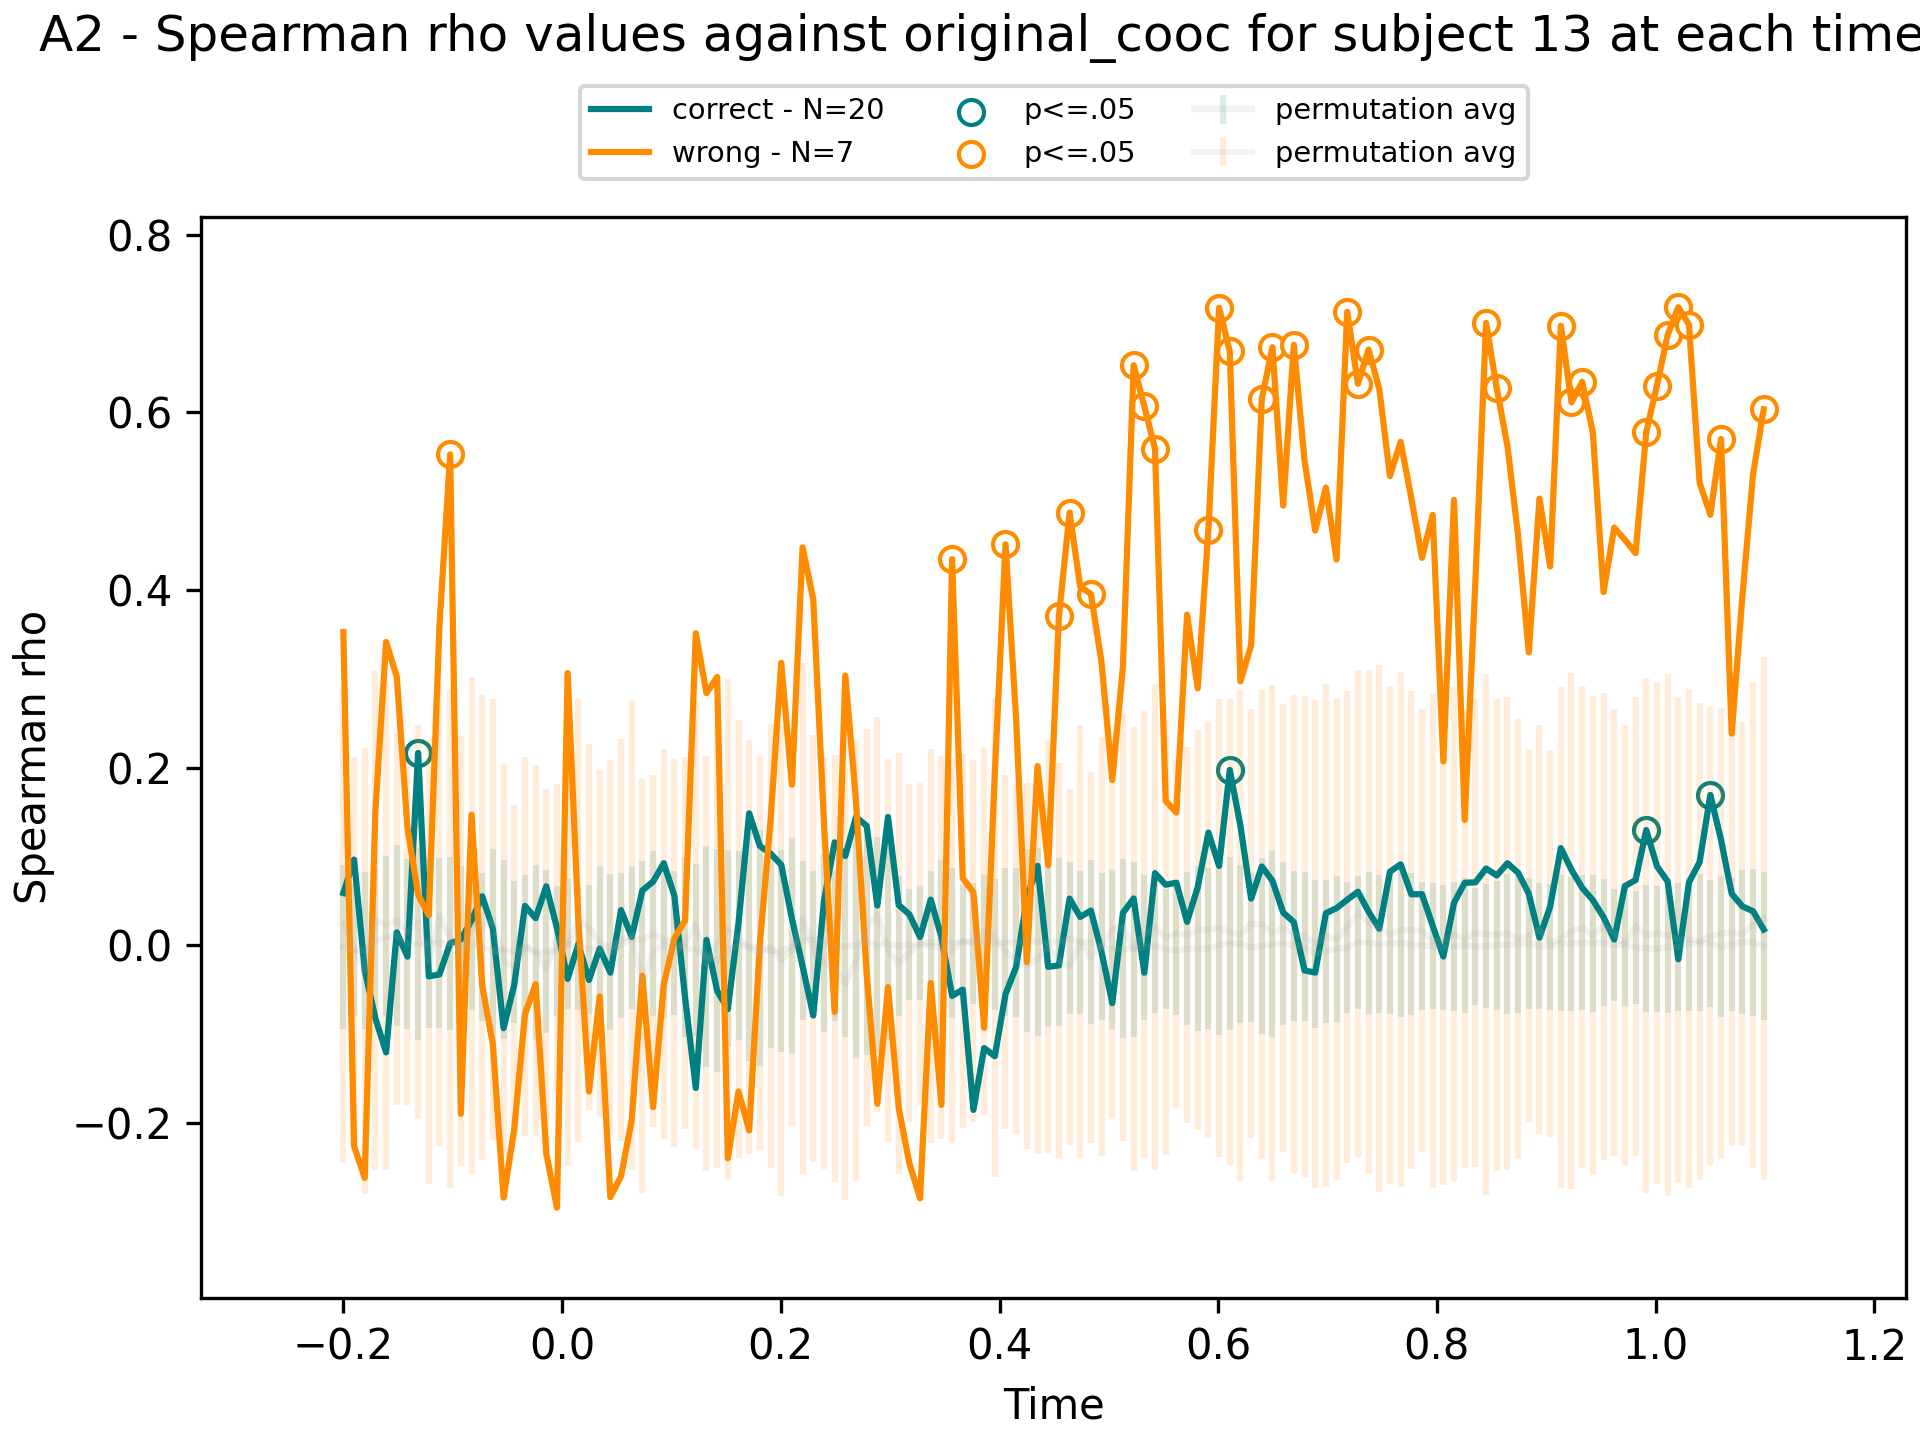 A2 - Spearman rho values against original_cooc for subject 13 at each time
correct - N=20 p<=.05 permutation avg
wrong - N=7 p<=.05 permutation avg
0.8
0.6
0.4
0.2
0.0
−0.2
Spearman rho
−0.2 0.0 0.2 0.4 0.6 0.8 1.0 1.2
Time